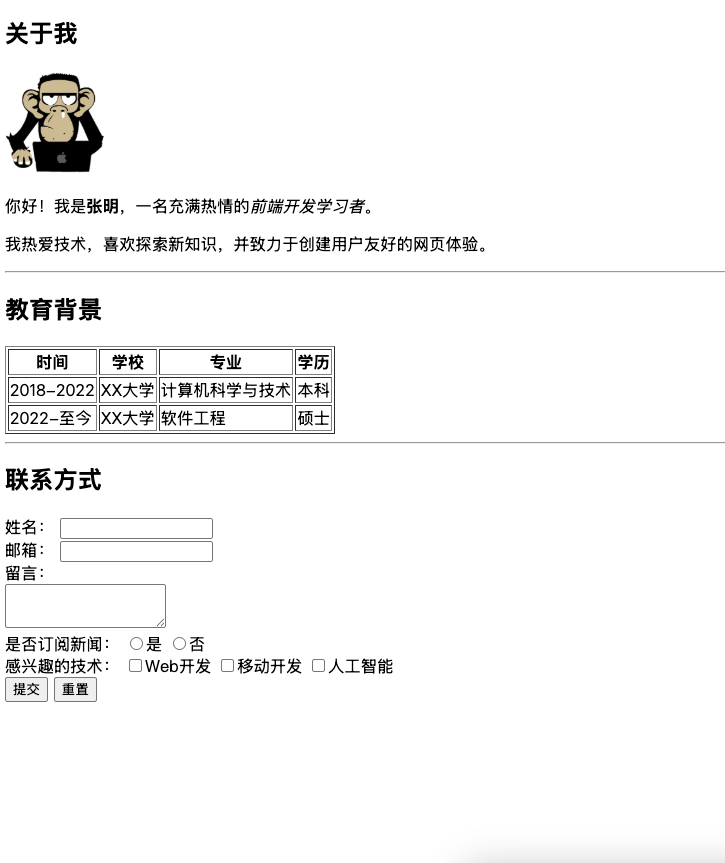 关于我
你好！我是张明，一名充满热情的前端开发学习者。
我热爱技术，喜欢探索新知识，并致力于创建用户友好的网页体验。
教育背景
时间 学校 专业 学历
2018-2022 XX大学 计算机科学与技术 本科
2022-至今 XX大学 软件工程 硕士
联系方式
姓名：
邮箱：
留言：
是否订阅新闻： 是 否
感兴趣的技术： Web开发 移动开发 人工智能
提交 重置